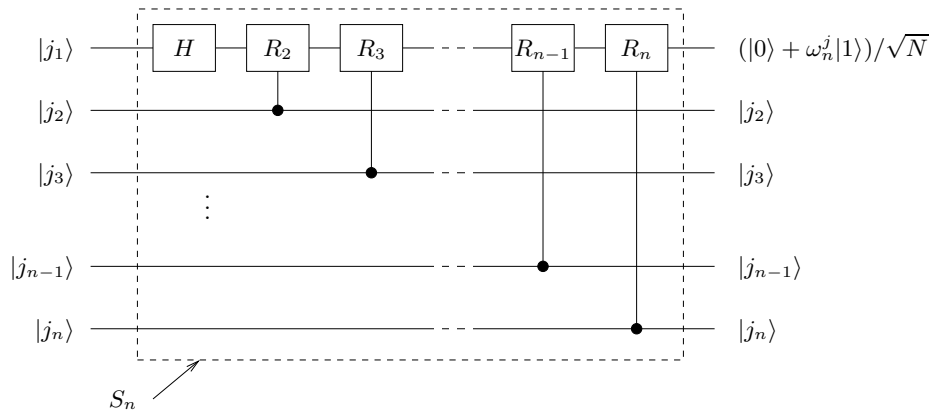 |j₁⟩ H R₂ R₃ R_{n−1} R_n (|0⟩ + ω_n^j|1⟩)/√N
|j₂⟩ |j₂⟩
|j₃⟩ |j₃⟩
⋮
|j_{n−1}⟩ |j_{n−1}⟩
|j_n⟩ |j_n⟩
S_n